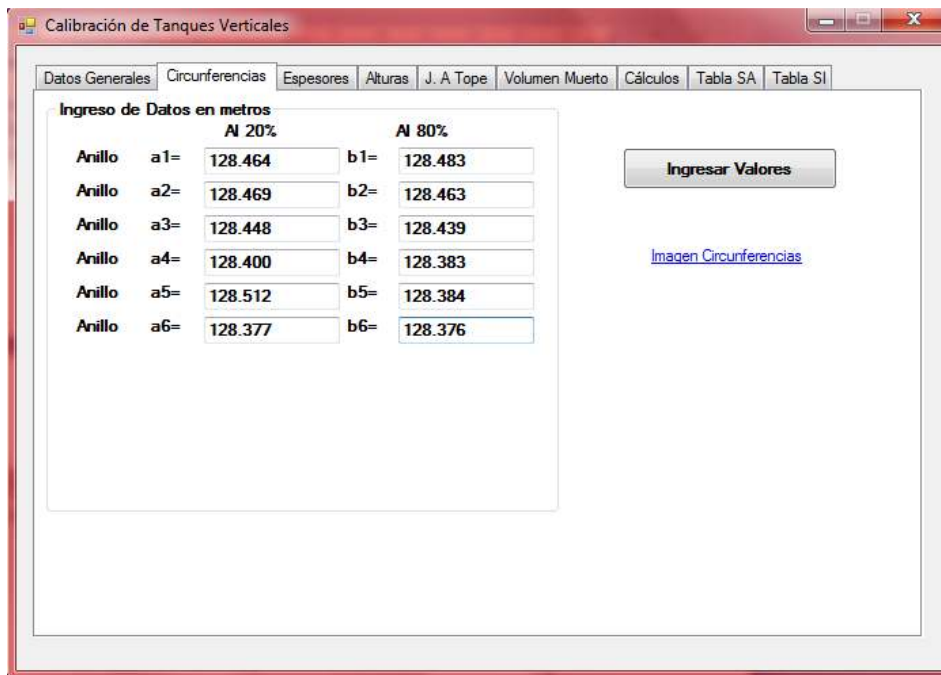 Calibración de Tanques Verticales
Datos Generales Circunferencias Espesores Alturas J. A Tope Volumen Muerto Cálculos Tabla SA Tabla SI
Ingreso de Datos en metros
Al 20% Al 80%
Anillo a1= 128.464 b1= 128.483
Anillo a2= 128.469 b2= 128.463
Anillo a3= 128.448 b3= 128.439
Anillo a4= 128.400 b4= 128.383
Anillo a5= 128.512 b5= 128.384
Anillo a6= 128.377 b6= 128.376
Ingresar Valores
Imagen Circunferencias